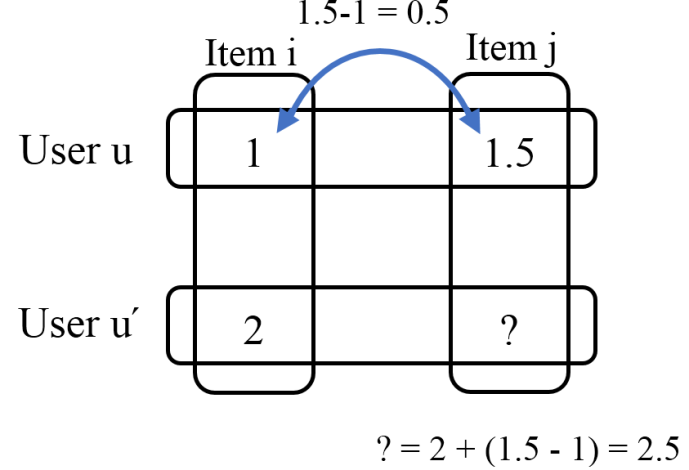 1.5-1 = 0.5
Item i Item j
User u 1 1.5
User u´ 2 ?
? = 2 + (1.5 - 1) = 2.5